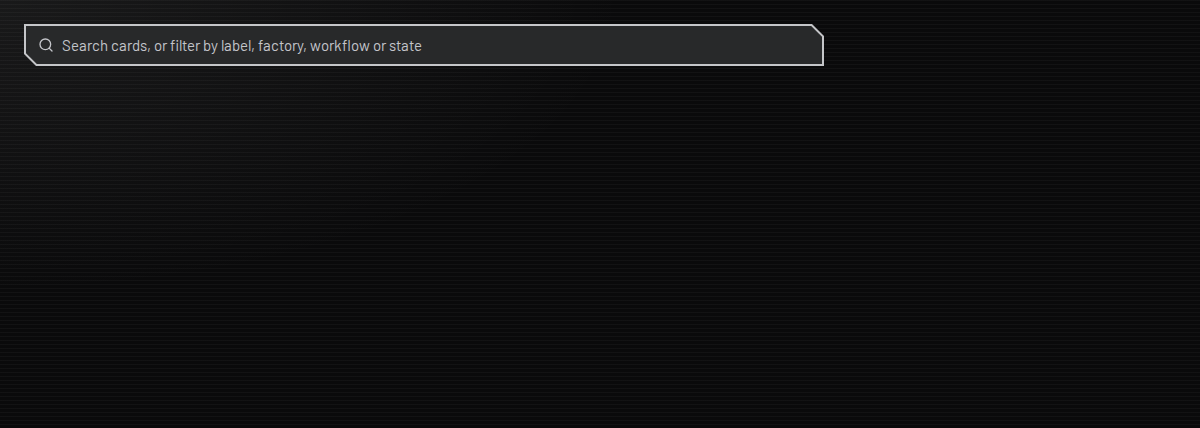 Search cards, or filter by label, factory, workflow or state